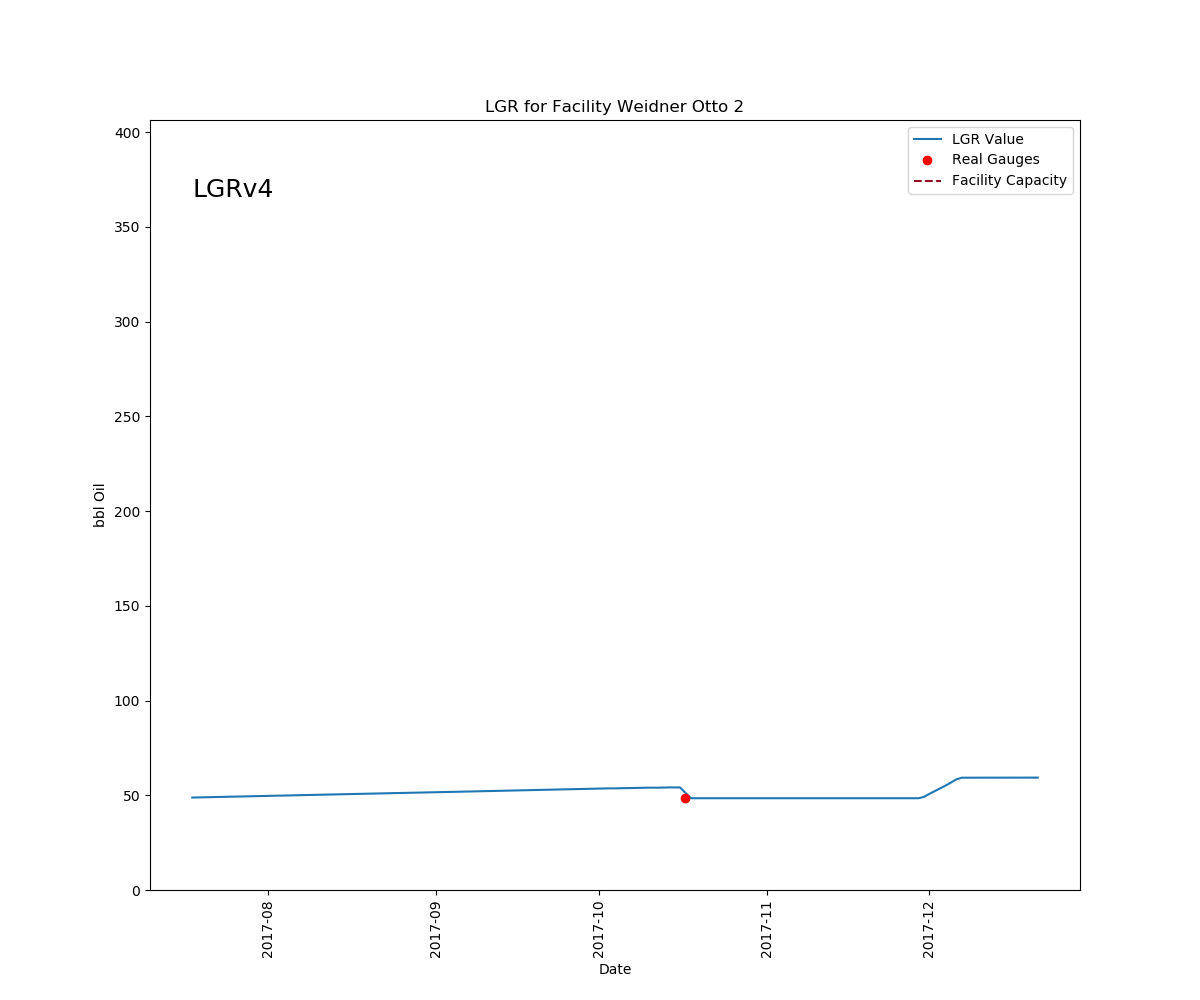 LGR for Facility Weidner Otto 2
LGRv4
LGR Value
Real Gauges
Facility Capacity
400
350
300
250
200
150
100
50
0
bbl Oil
2017-08
2017-09
2017-10
2017-11
2017-12
Date